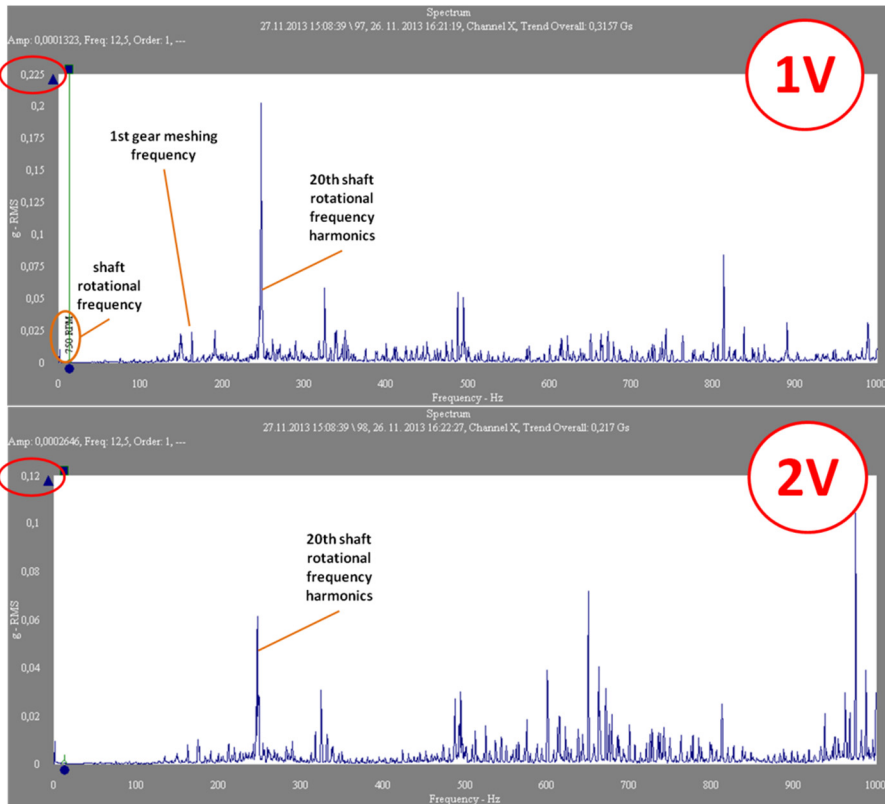 Spectrum
27.11.2013 15:08:39 \ 97, 26. 11. 2013 16:21:19, Channel X, Trend Overall: 0,3157 Gs
Amp: 0,0001323, Freq: 12,5, Order: 1, ---
1V
0,225
0,2
0,175
0,15
0,125
0,1
0,075
0,05
0,025
0
g - RMS
1st gear meshing
frequency
20th shaft
rotational
frequency
harmonics
shaft
rotational
frequency
750 RPM
0 100 200 300 400 500 600 700 800 900 1000
Frequency - Hz
Spectrum
27.11.2013 15:08:39 \ 98, 26. 11. 2013 16:22:27, Channel X, Trend Overall: 0,217 Gs
Amp: 0,0002646, Freq: 12,5, Order: 1, ---
2V
0,12
0,1
0,08
0,06
0,04
0,02
0
g - RMS
20th shaft
rotational
frequency
harmonics
0 100 200 300 400 500 600 700 800 900 1000
Frequency - Hz